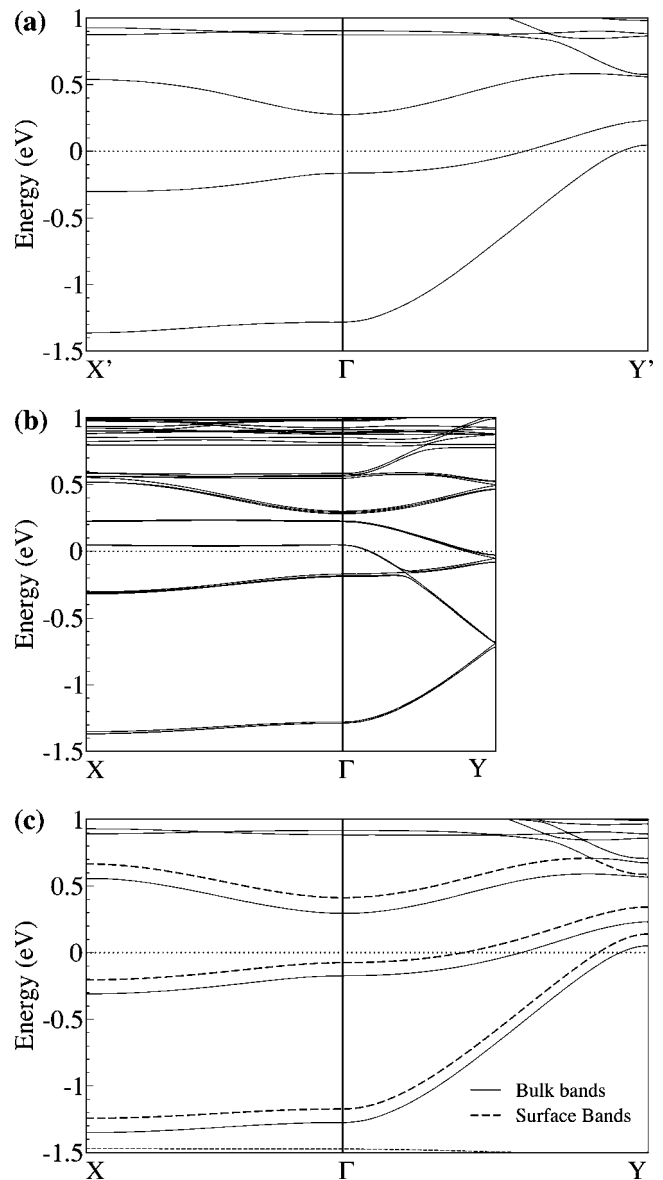 (a)
1
0.5
0
-0.5
-1
-1.5
Energy (eV)
X' Γ Y'
(b)
1
0.5
0
-0.5
-1
-1.5
Energy (eV)
X Γ Y
(c)
1
0.5
0
-0.5
-1
-1.5
Energy (eV)
Bulk bands
Surface Bands
X Γ Y